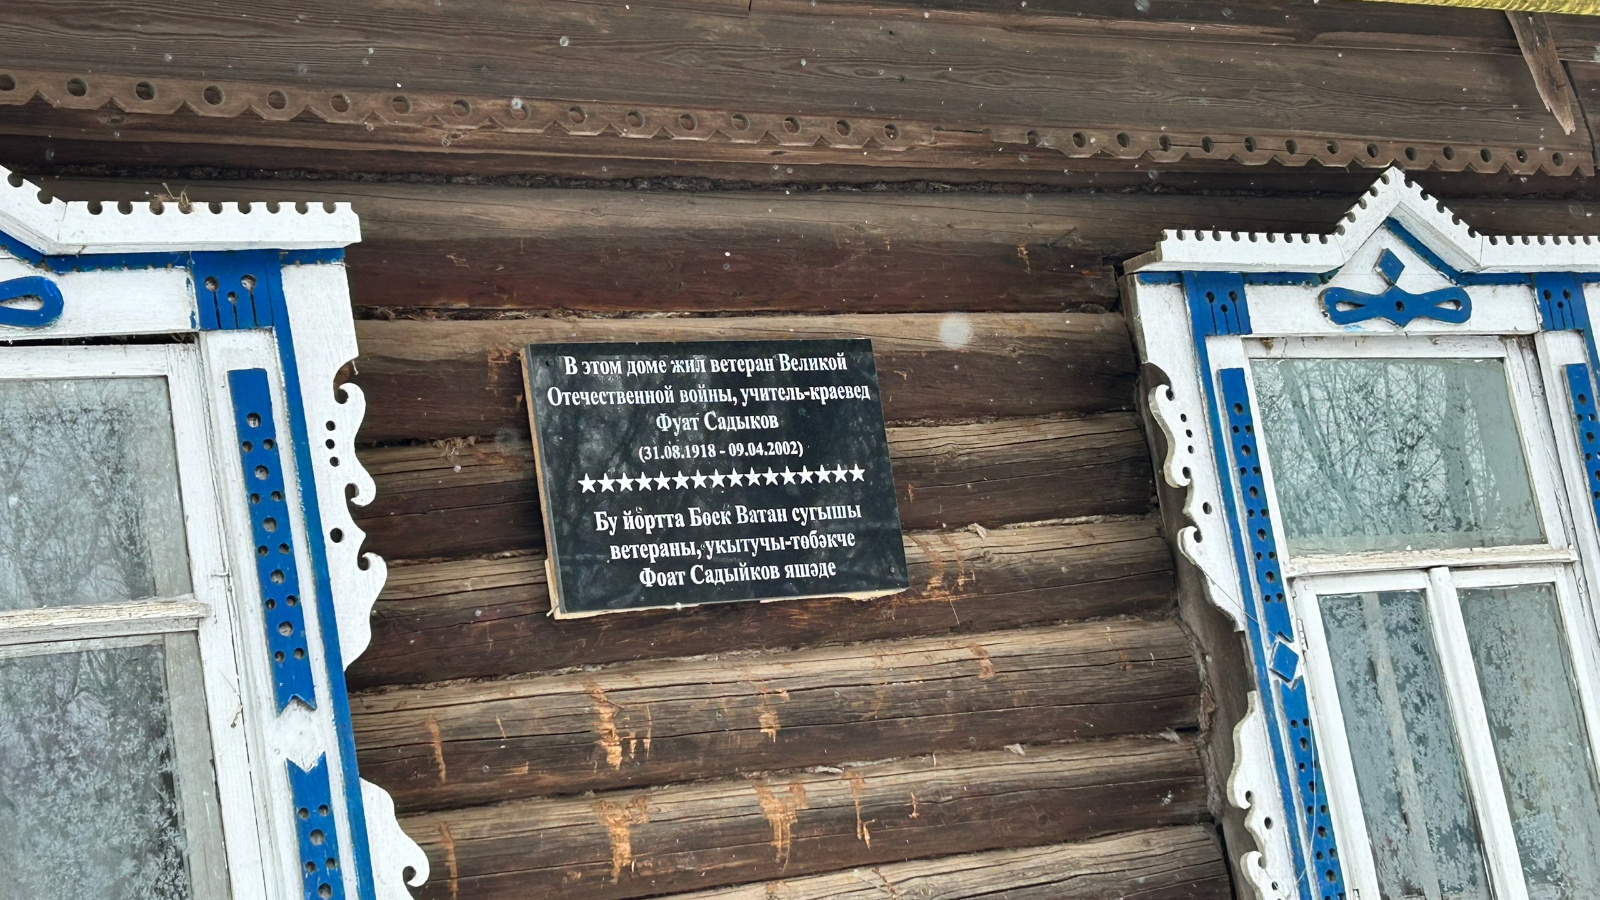 В этом доме жил ветеран Великой
Отечественной войны, учитель-краевед
Фуат Садыков
(31.08.1918 - 09.04.2002)
★★★★★★★★★★★★★★★
Бу йортта Бөек Ватан сугышы
ветераны, укытучы-төбәкче
Фоат Садыйков яшәде